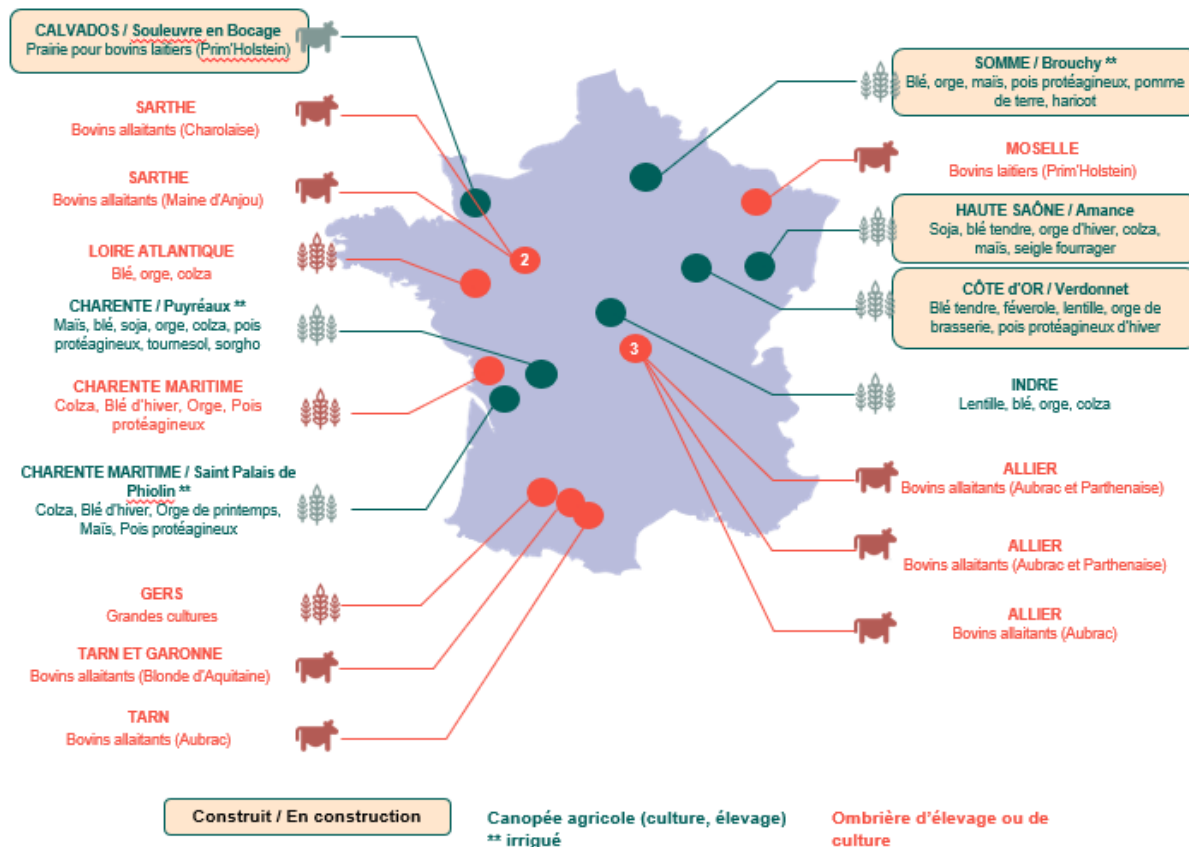 CALVADOS / Souleuvre en Bocage
Prairie pour bovins laitiers (Prim'Holstein)
SARTHE
Bovins allaitants (Charolaise)
SARTHE
Bovins allaitants (Maine d'Anjou)
LOIRE ATLANTIQUE
Blé, orge, colza
CHARENTE / Puyréaux **
Maïs, blé, soja, orge, colza, pois
protéagineux, tournesol, sorgho
CHARENTE MARITIME
Colza, Blé d'hiver, Orge, Pois
protéagineux
CHARENTE MARITIME / Saint Palais de
Phiolin **
Colza, Blé d'hiver, Orge de printemps,
Maïs, Pois protéagineux
GERS
Grandes cultures
TARN ET GARONNE
Bovins allaitants (Blonde d'Aquitaine)
TARN
Bovins allaitants (Aubrac)
2
3
SOMME / Brouchy **
Blé, orge, maïs, pois protéagineux, pomme
de terre, haricot
MOSELLE
Bovins laitiers (Prim'Holstein)
HAUTE SAÔNE / Amance
Soja, blé tendre, orge d'hiver, colza,
maïs, seigle fourrager
CÔTE d'OR / Verdonnet
Blé tendre, féverole, lentille, orge de
brasserie, pois protéagineux d'hiver
INDRE
Lentille, blé, orge, colza
ALLIER
Bovins allaitants (Aubrac et Parthenaise)
ALLIER
Bovins allaitants (Aubrac et Parthenaise)
ALLIER
Bovins allaitants (Aubrac)
Construit / En construction
Canopée agricole (culture, élevage)
** irrigué
Ombrière d'élevage ou de
culture